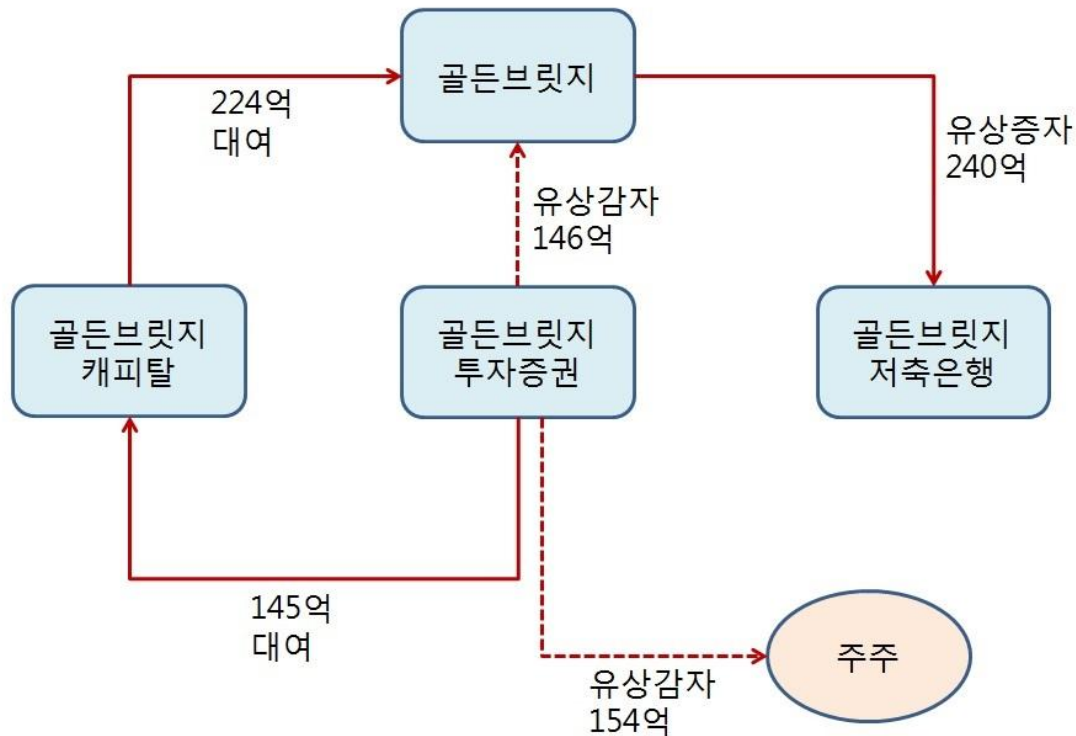 골든브릿지
224억
대여
유상증자
240억
유상감자
146억
골든브릿지
캐피탈
골든브릿지
투자증권
골든브릿지
저축은행
145억
대여
주주
유상감자
154억